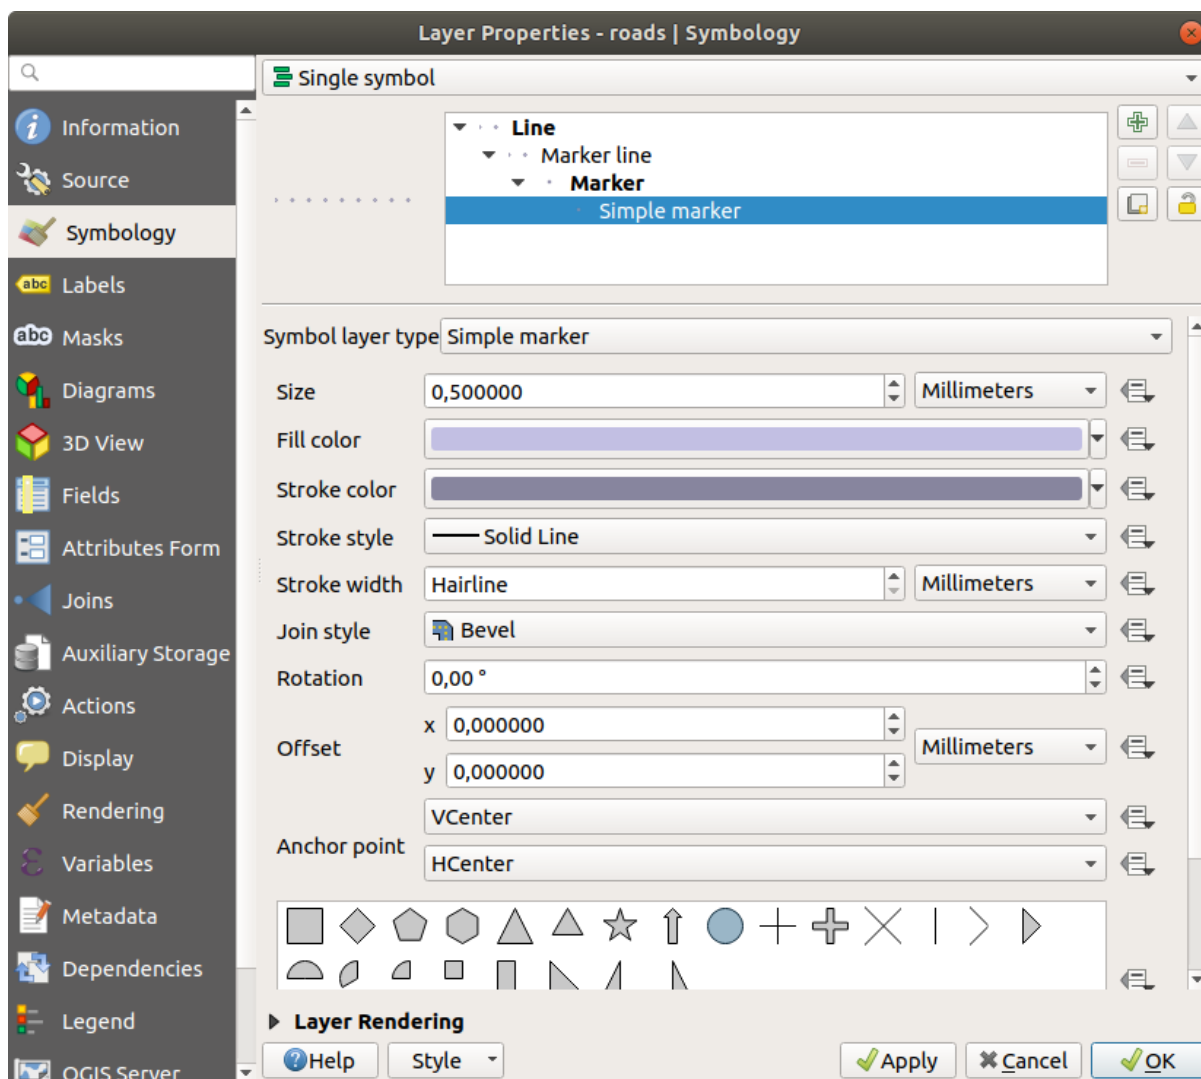 Layer Properties - roads | Symbology
Single symbol
Information
Source
Symbology
abc Labels
abc Masks
Diagrams
3D View
Fields
Attributes Form
Joins
Auxiliary Storage
Actions
Display
Rendering
Variables
Metadata
Dependencies
Legend
QGIS Server
Line
Marker line
Marker
Simple marker
Symbol layer type Simple marker
Size 0,500000 Millimeters
Fill color
Stroke color
Stroke style Solid Line
Stroke width Hairline Millimeters
Join style Bevel
Rotation 0,00 °
Offset x 0,000000 Millimeters
y 0,000000
Anchor point VCenter
HCenter
Layer Rendering
Help Style Apply Cancel OK